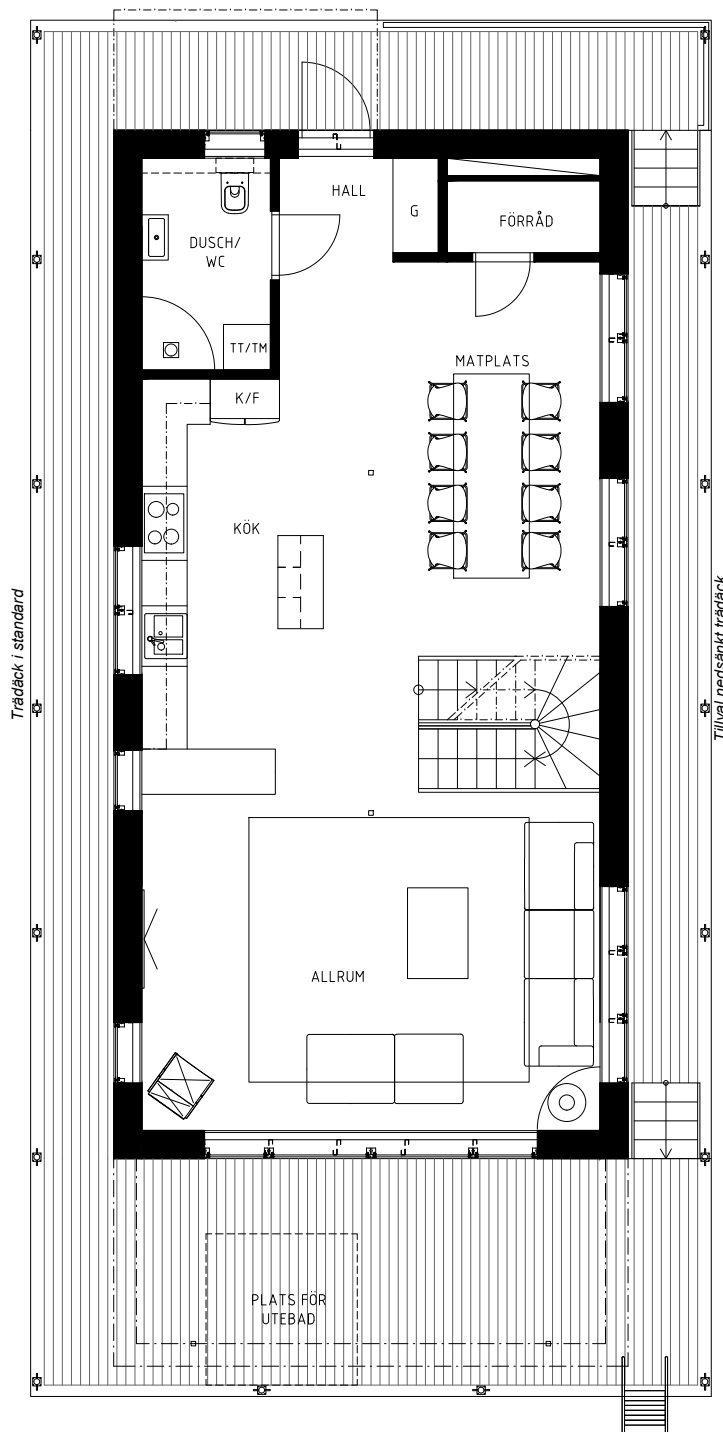 HALL
G
FÖRRÅD
DUSCH/
WC
TT/TM
MATPLATS
K/F
KÖK
Trädäck i standard
Tillval nedsänkt trädäck
ALLRUM
PLATS FÖR
UTEBAD